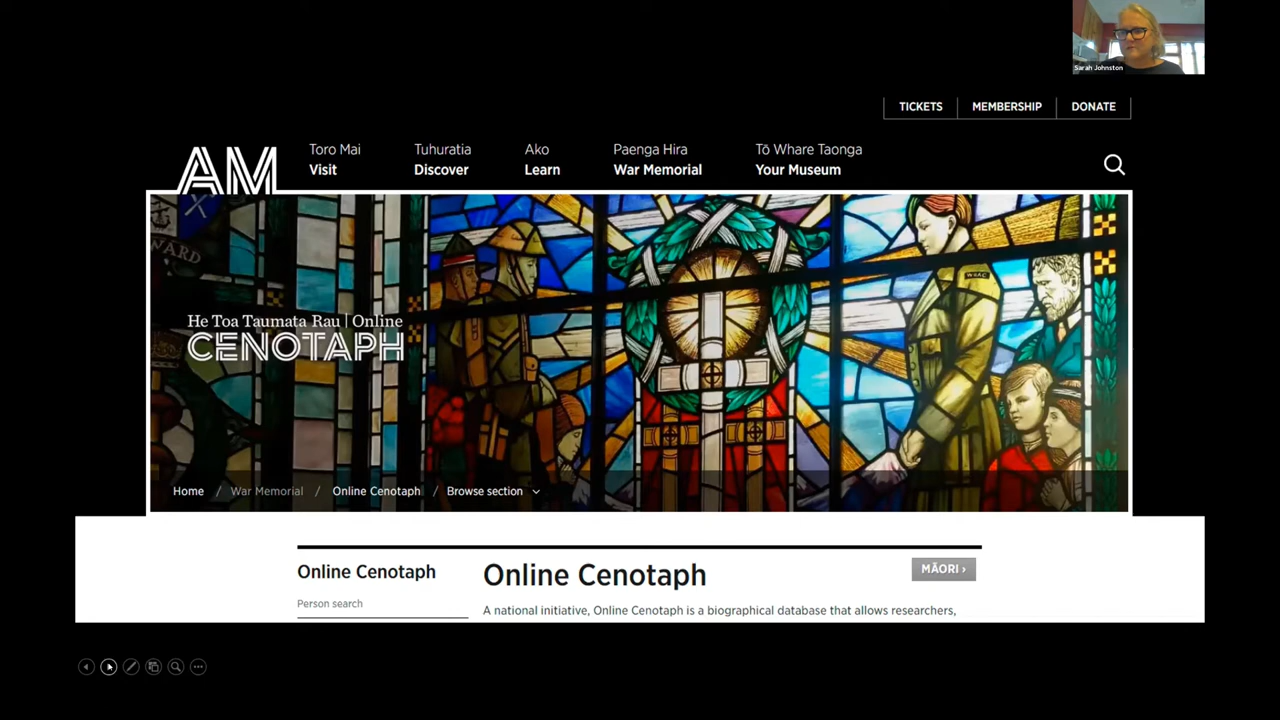 Sarah Johnston
TICKETS MEMBERSHIP DONATE
AM
Toro Mai Tuhuratia Ako Paenga Hira Tō Whare Taonga
Visit Discover Learn War Memorial Your Museum
WARD
WAAC
He Toa Taumata Rau | Online
CENOTAPH
Home / War Memorial / Online Cenotaph / Browse section
Online Cenotaph
Person search
Online Cenotaph
MĀORI ›
A national initiative, Online Cenotaph is a biographical database that allows researchers,